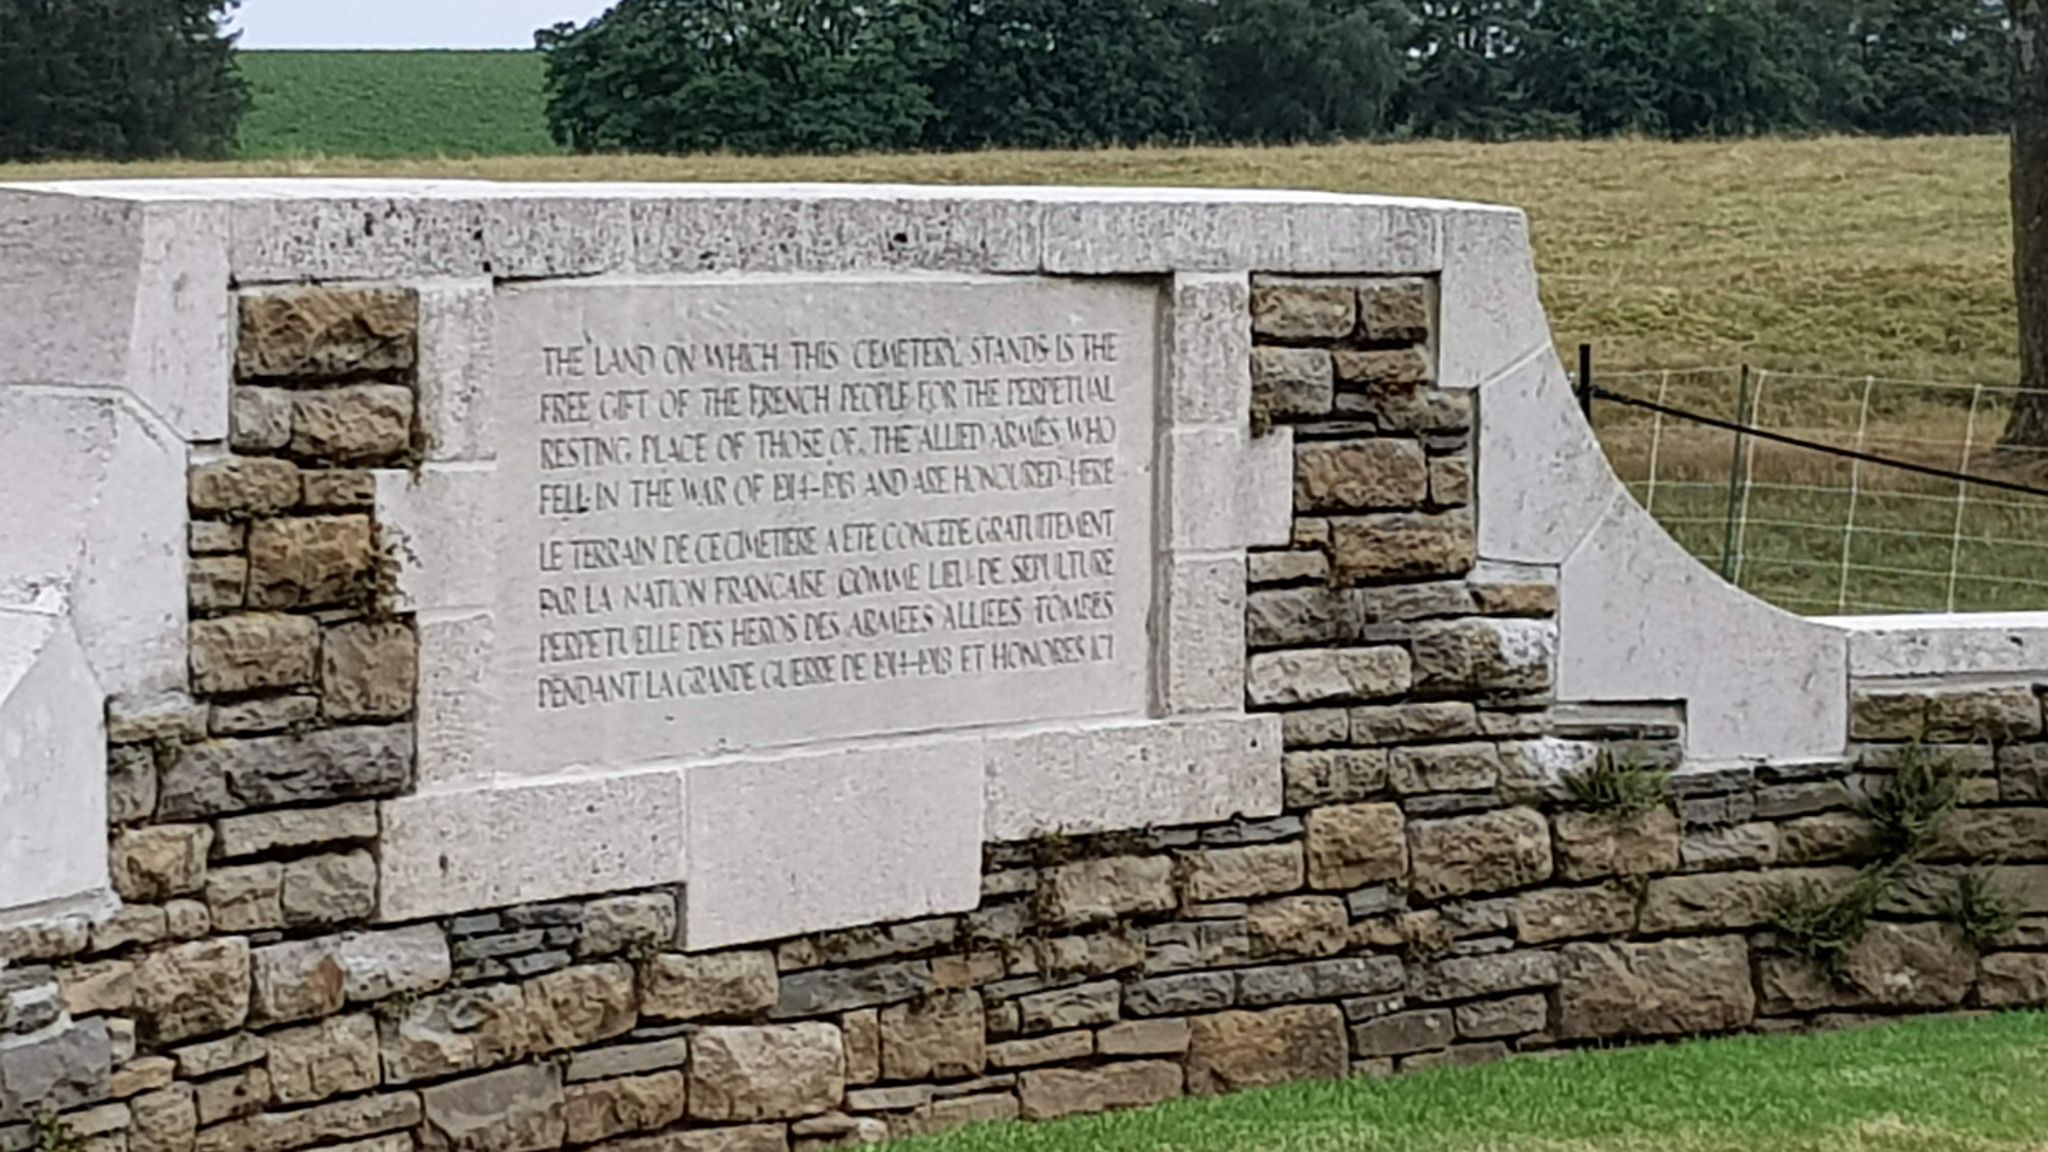 THE LAND ON WHICH THIS CEMETERY STANDS IS THE
FREE GIFT OF THE FRENCH PEOPLE FOR THE PERPETUAL
RESTING PLACE OF THOSE OF THE ALLIED ARMIES WHO
FELL IN THE WAR OF 1914-1918 AND ARE HONOURED HERE
LE TERRAIN DE CE CIMETIERE A ETE CONCEDE GRATUITEMENT
PAR LA NATION FRANCAISE COMME LIEU DE SEPULTURE
PERPETUELLE DES HEROS DES ARMEES ALLIEES TOMBES
PENDANT LA GRANDE GUERRE DE 1914-1918 ET HONORES ICI